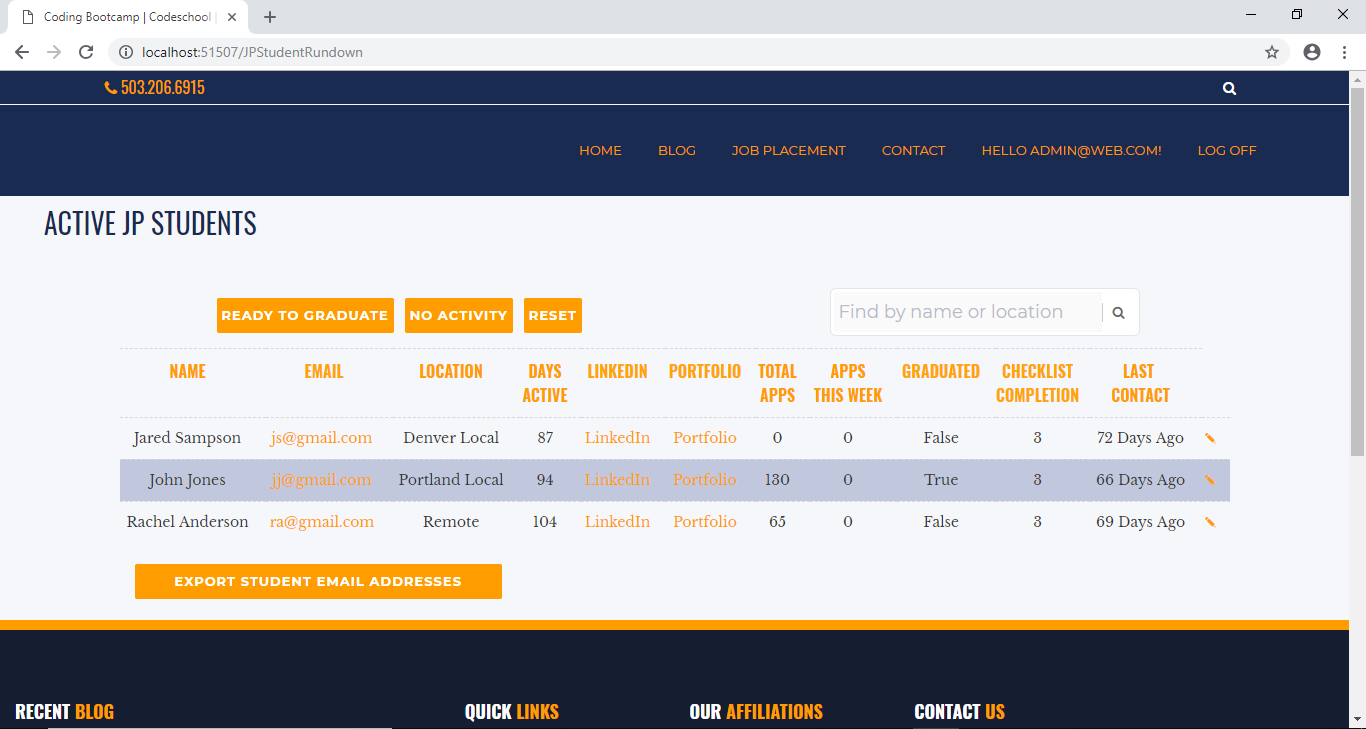 Coding Bootcamp | Codeschool |
localhost:51507/JPStudentRundown
503.206.6915
HOME BLOG JOB PLACEMENT CONTACT HELLO ADMIN@WEB.COM! LOG OFF
ACTIVE JP STUDENTS
READY TO GRADUATE NO ACTIVITY RESET Find by name or location
NAME EMAIL LOCATION DAYS ACTIVE LINKEDIN PORTFOLIO TOTAL APPS APPS THIS WEEK GRADUATED CHECKLIST COMPLETION LAST CONTACT
Jared Sampson js@gmail.com Denver Local 87 LinkedIn Portfolio 0 0 False 3 72 Days Ago
John Jones jj@gmail.com Portland Local 94 LinkedIn Portfolio 130 0 True 3 66 Days Ago
Rachel Anderson ra@gmail.com Remote 104 LinkedIn Portfolio 65 0 False 3 69 Days Ago
EXPORT STUDENT EMAIL ADDRESSES
RECENT BLOG QUICK LINKS OUR AFFILIATIONS CONTACT US